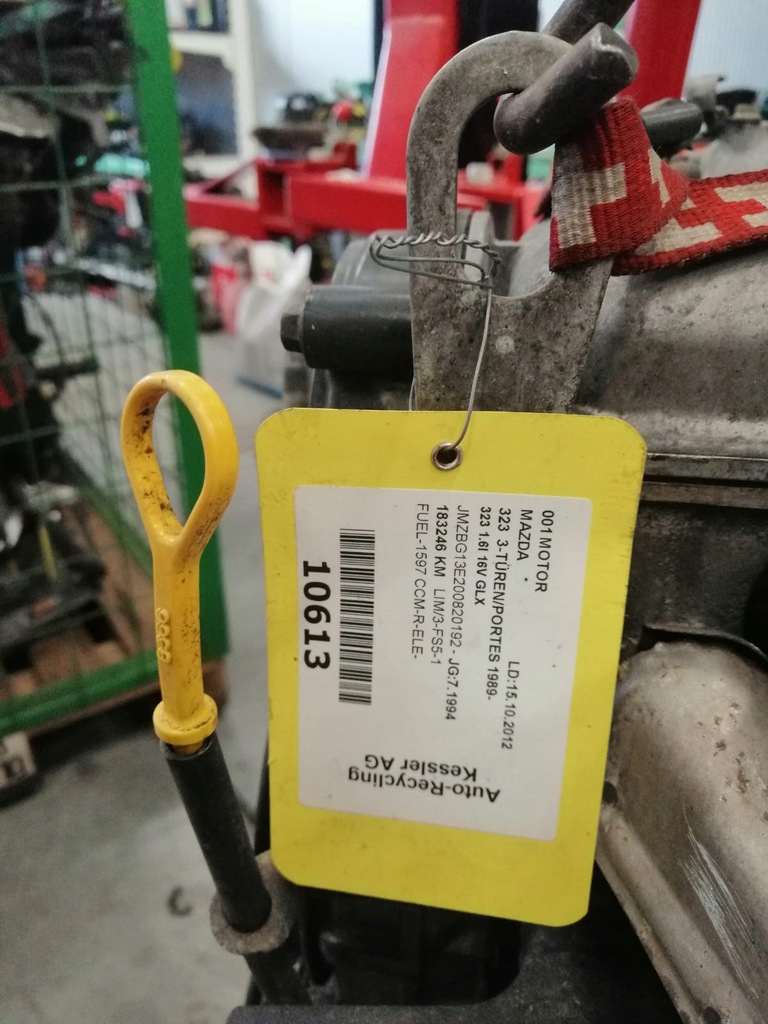 001 MOTOR
MAZDA
LD:15.10.2012
323 3-TÜREN/PORTES 1989-
323 1.6I 16V GLX
JMZBG13E200820192 - JG:7.1994
183246 KM LIM/3-FS5-1
FUEL-1597 CCM-R-ELE-
10613
Auto-Recycling
Kessler AG